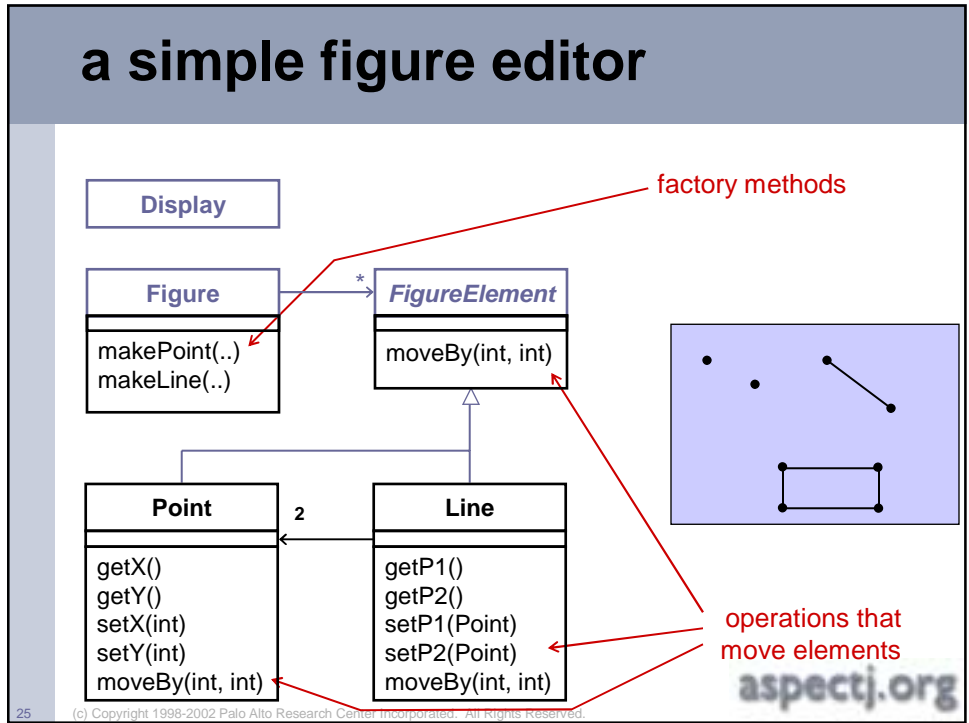 a simple figure editor
factory methods
Display
Figure
*
FigureElement
makePoint(..)
makeLine(..)
moveBy(int, int)
Point
2
Line
getX()
getY()
setX(int)
setY(int)
moveBy(int, int)
getP1()
getP2()
setP1(Point)
setP2(Point)
moveBy(int, int)
operations that
move elements
aspectj.org
25
(c) Copyright 1998-2002 Palo Alto Research Center Incorporated. All Rights Reserved.